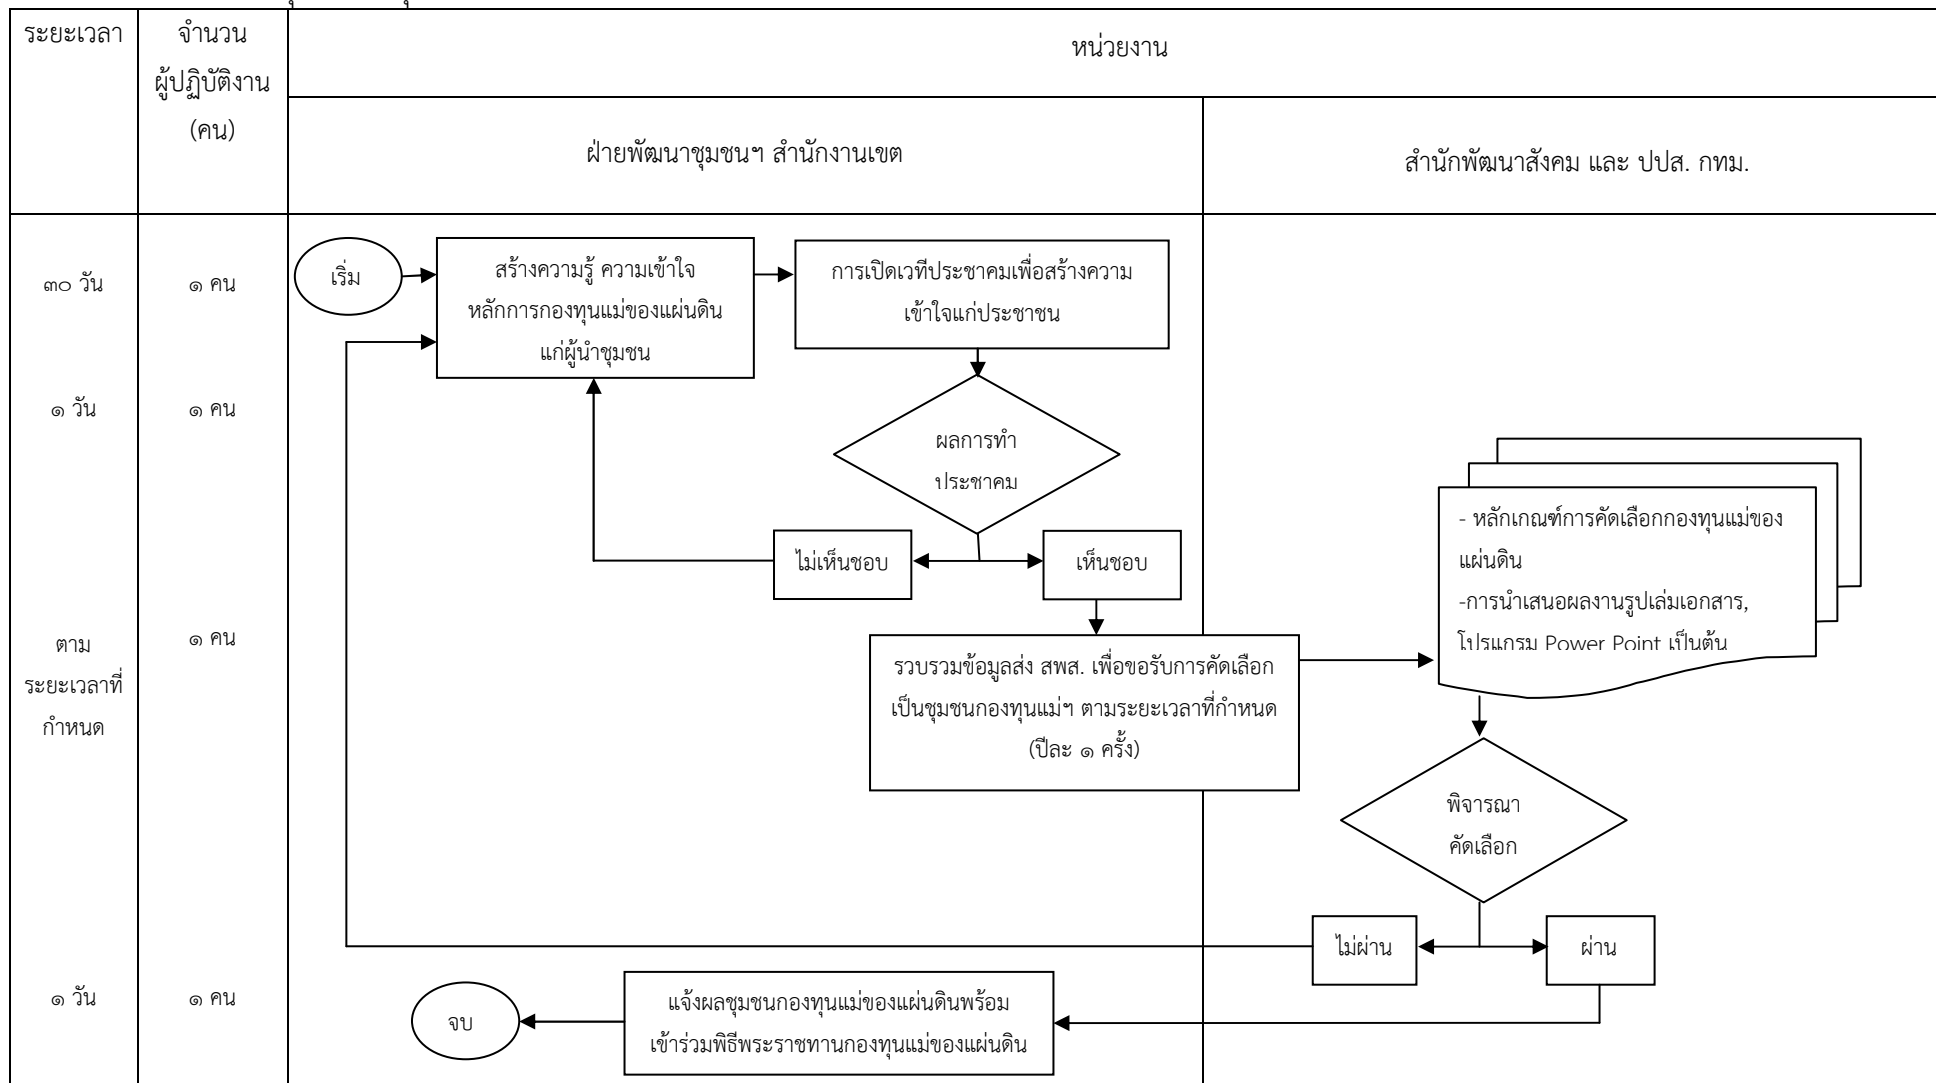 ระยะเวลา
จำนวน
ผู้ปฏิบัติงาน
(คน)
หน่วยงาน
ฝ่ายพัฒนาชุมชนฯ สำนักงานเขต
สำนักพัฒนาสังคม และ ปปส. กทม.
๓๐ วัน
๑ คน
เริ่ม
สร้างความรู้ ความเข้าใจ
หลักการกองทุนแม่ของแผ่นดิน
แก่ผู้นำชุมชน
การเปิดเวทีประชาคมเพื่อสร้างความ
เข้าใจแก่ประชาชน
๑ วัน
๑ คน
ผลการทำ
ประชาคม
ไม่เห็นชอบ
เห็นชอบ
- หลักเกณฑ์การคัดเลือกกองทุนแม่ของ
แผ่นดิน
-การนำเสนอผลงานรูปเล่มเอกสาร,
โปรแกรม Power Point เป็นต้น
ตาม
ระยะเวลาที่
กำหนด
๑ คน
รวบรวมข้อมูลส่ง สพส. เพื่อขอรับการคัดเลือก
เป็นชุมชนกองทุนแม่ฯ ตามระยะเวลาที่กำหนด
(ปีละ ๑ ครั้ง)
พิจารณา
คัดเลือก
ไม่ผ่าน
ผ่าน
๑ วัน
๑ คน
จบ
แจ้งผลชุมชนกองทุนแม่ของแผ่นดินพร้อม
เข้าร่วมพิธีพระราชทานกองทุนแม่ของแผ่นดิน